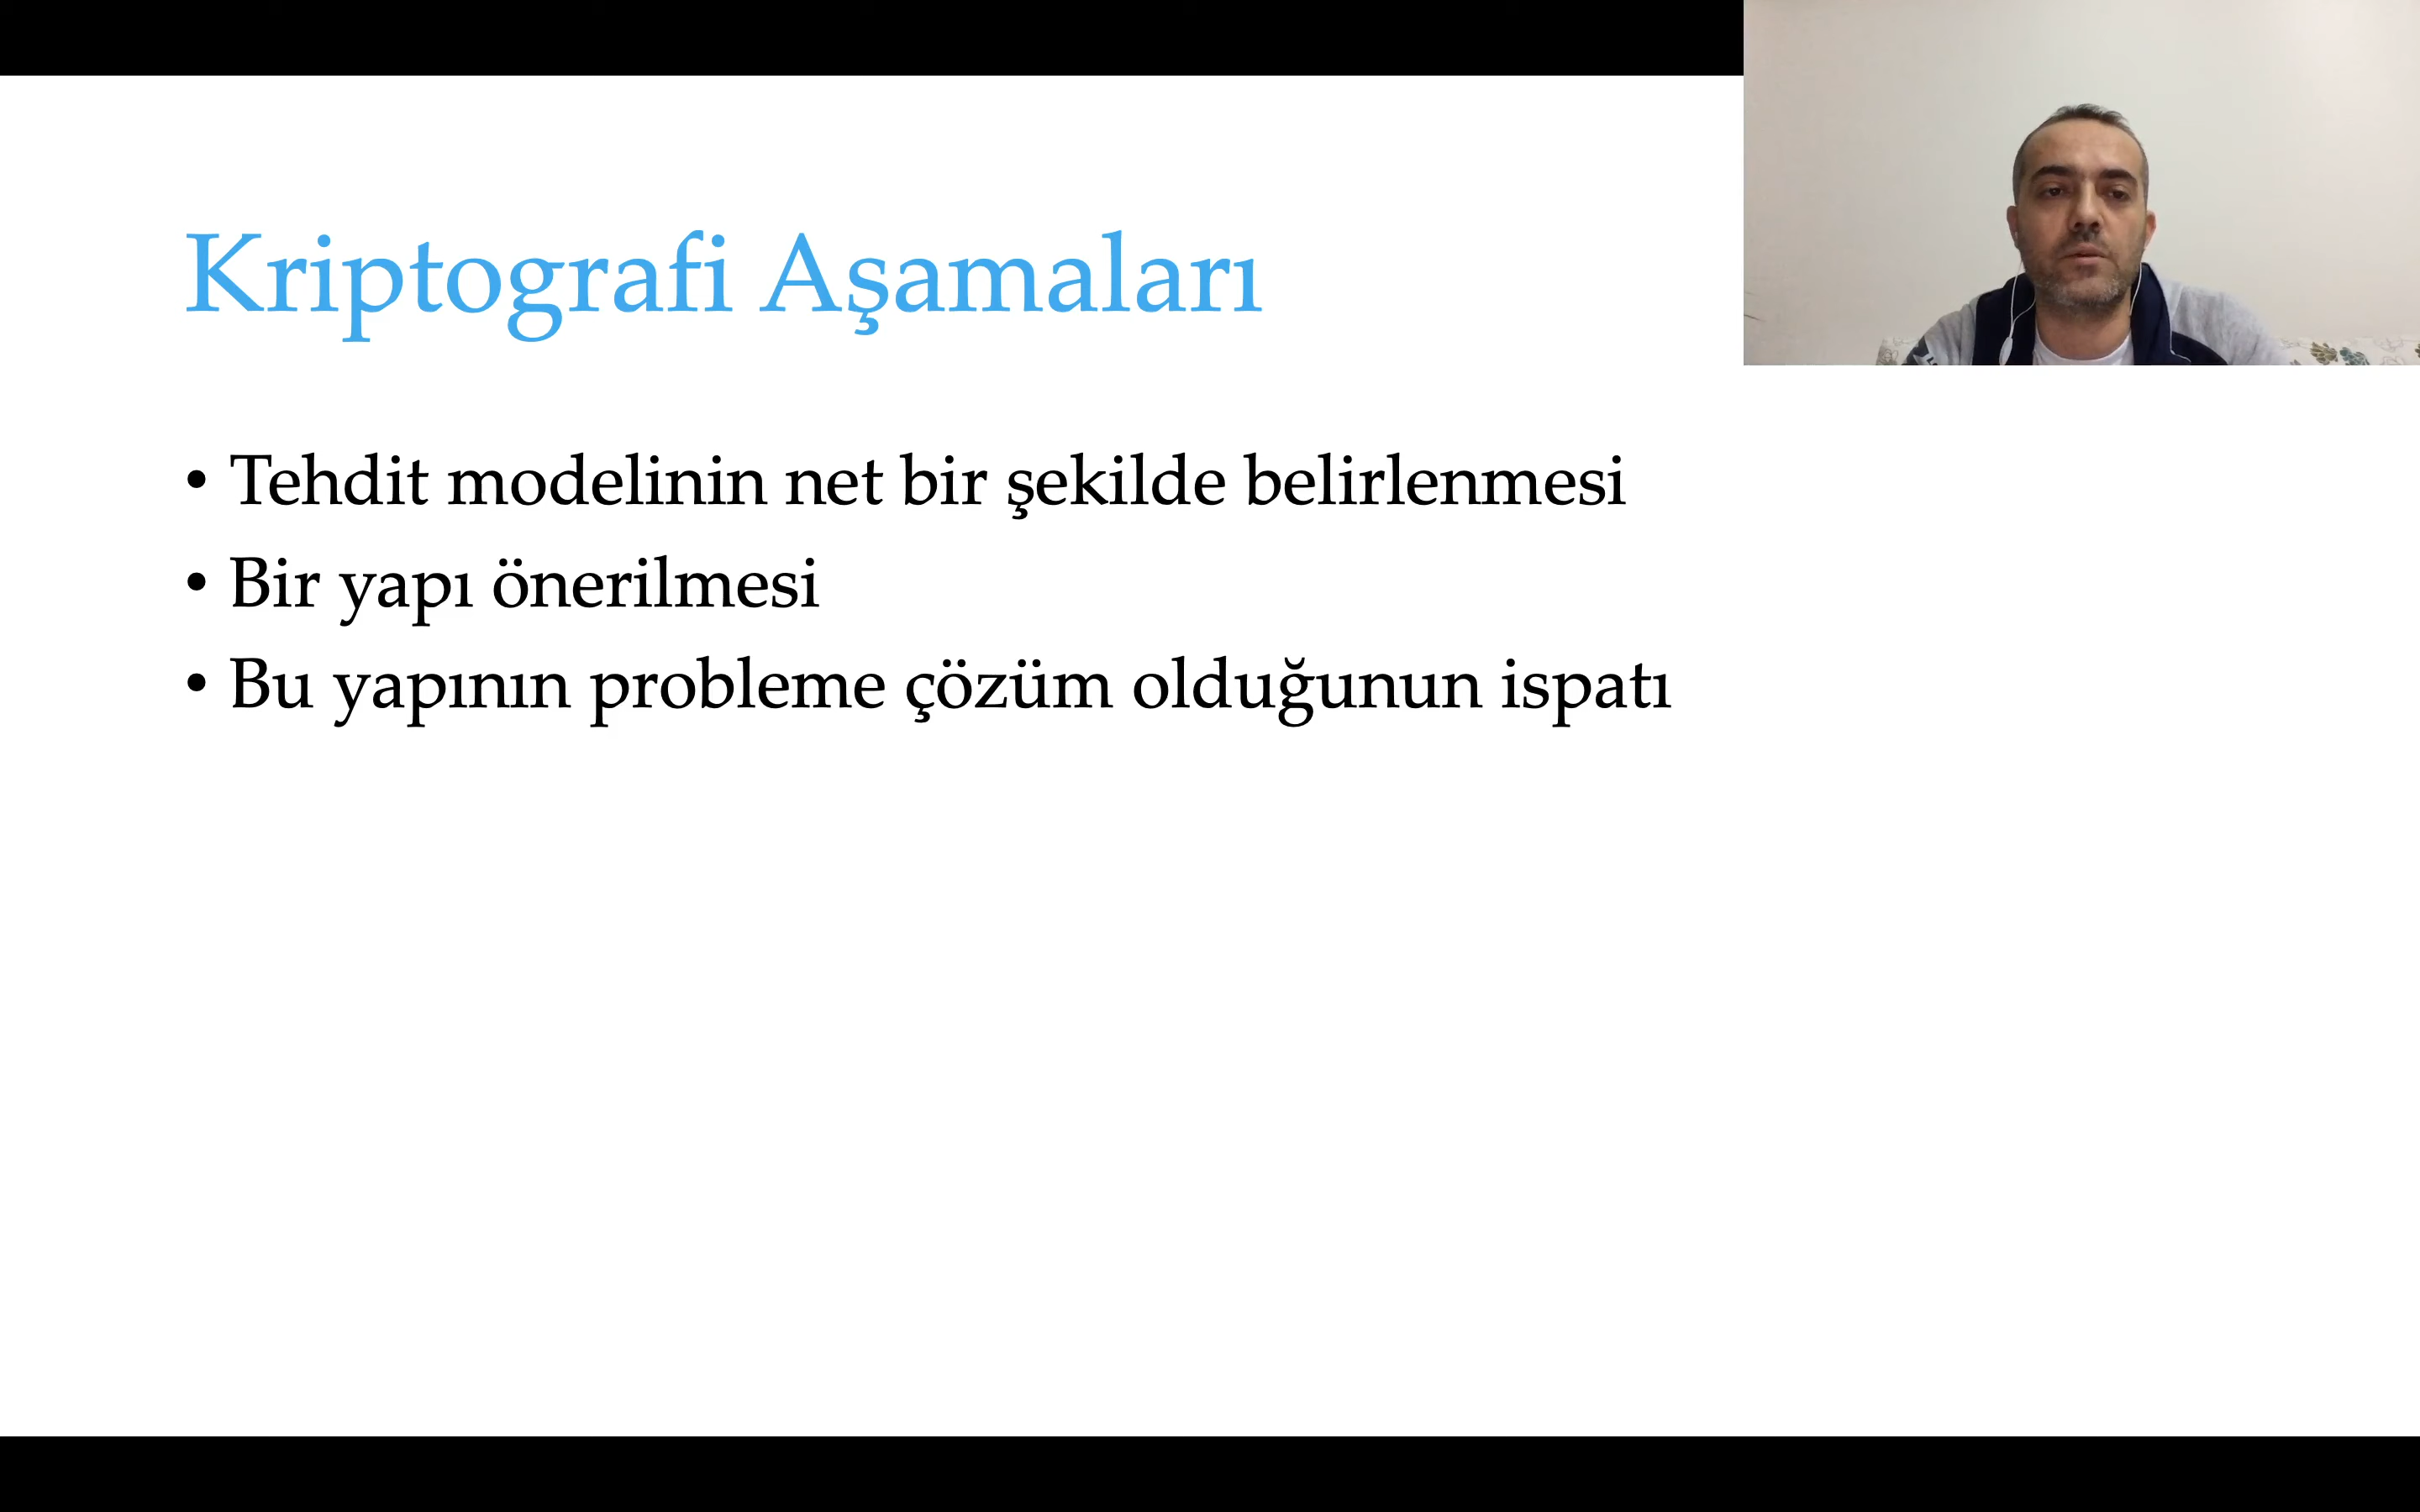 Kriptografi Aşamaları
• Tehdit modelinin net bir şekilde belirlenmesi
• Bir yapı önerilmesi
• Bu yapının probleme çözüm olduğunun ispatı